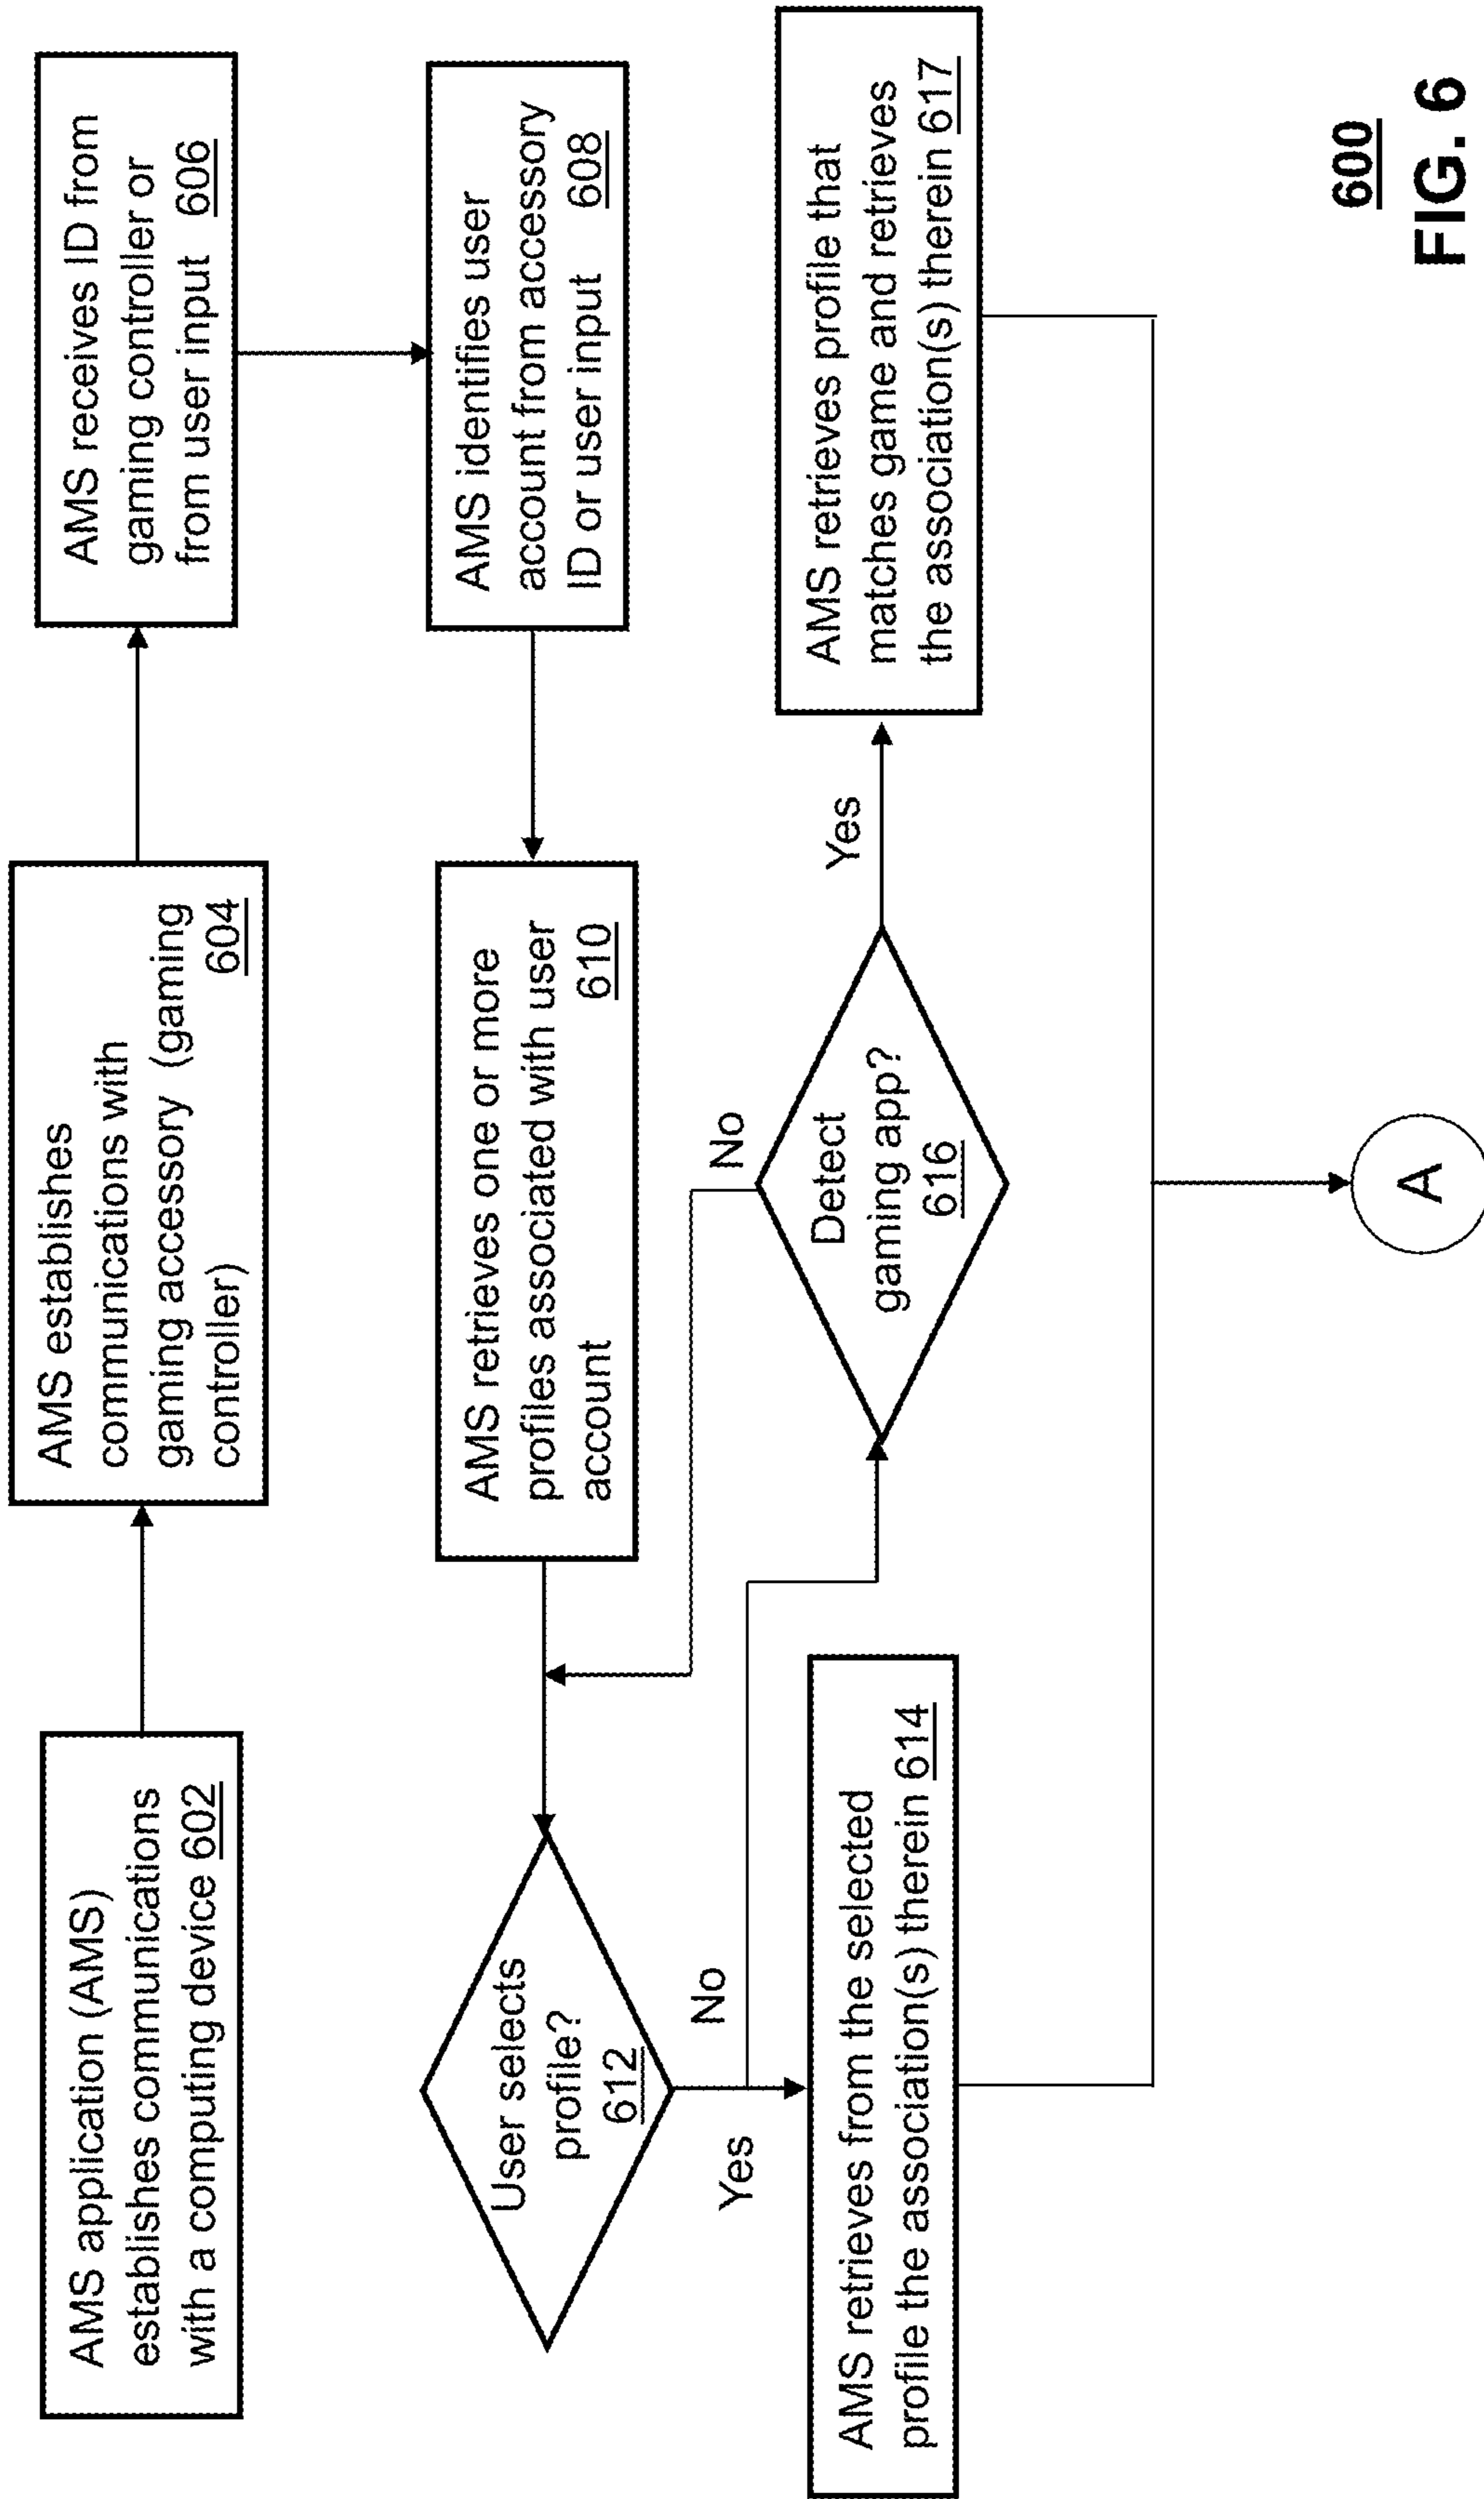 AMS application (AMS)
establishes communications
with a computing device 602
AMS establishes
communications with
gaming accessory (gaming
controller) 604
AMS receives ID from
gaming controller or
from user input 606
AMS identifies user
account from accessory
ID or user input 608
AMS retrieves one or more
profiles associated with user
account 610
User selects
profile?
612
No
Yes
AMS retrieves from the selected
profile the association(s) therein 614
Detect
gaming app?
616
No
Yes
AMS retrieves profile that
matches game and retrieves
the association(s) therein 617
A
600
FIG. 6